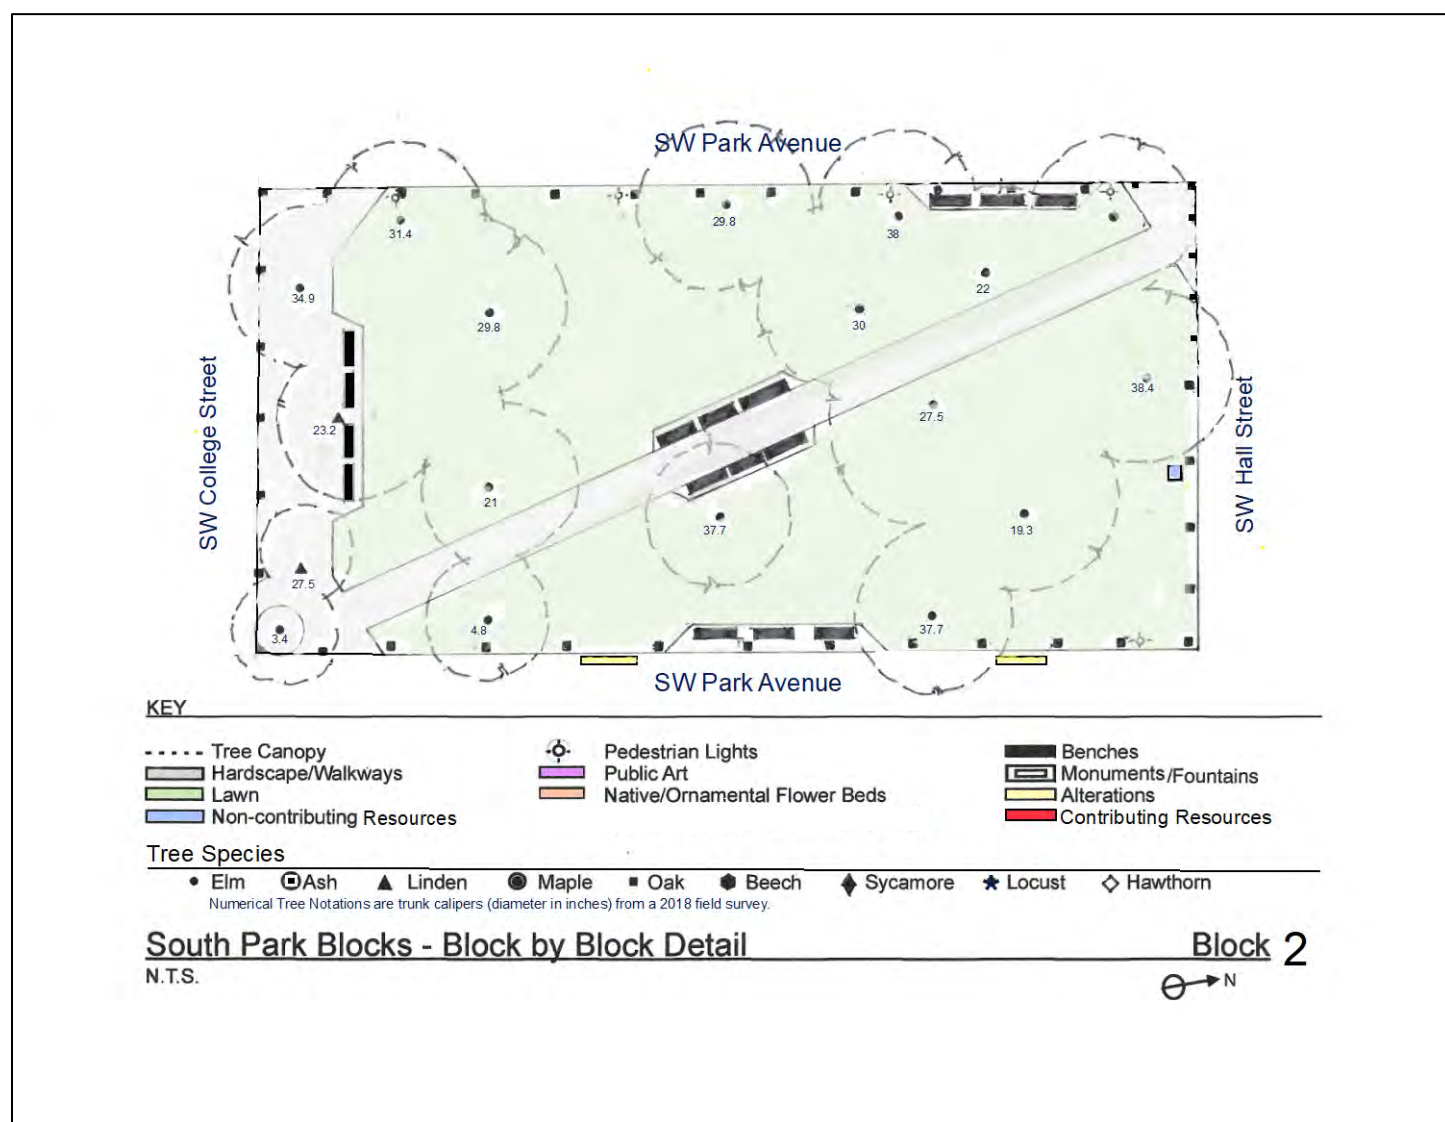 SW Park Avenue
29.8
31.4
38
22
34.9
29.8
30
38.4
SW College Street
23.2
27.5
SW Hall Street
21
37.7
19.3
27.5
3.4
4.8
37.7
SW Park Avenue
KEY
Tree Canopy
Hardscape/Walkways
Lawn
Non-contributing Resources
Pedestrian Lights
Public Art
Native/Ornamental Flower Beds
Benches
Monuments/Fountains
Alterations
Contributing Resources
Tree Species
Elm Ash Linden Maple Oak Beech Sycamore Locust Hawthorn
Numerical Tree Notations are trunk calipers (diameter in inches) from a 2018 field survey.
South Park Blocks - Block by Block Detail Block 2
N.T.S. N